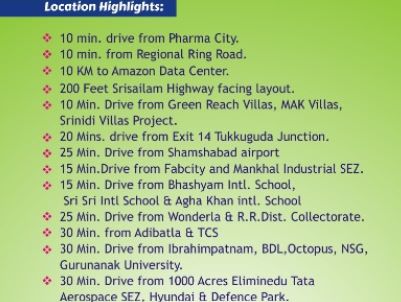 Location Highlights:
❖ 10 min. drive from Pharma City.
❖ 10 min. from Regional Ring Road.
❖ 10 KM to Amazon Data Center.
❖ 200 Feet Srisailam Highway facing layout.
❖ 10 Min. Drive from Green Reach Villas, MAK Villas,
Srinidi Villas Project.
❖ 20 Mins. drive from Exit 14 Tukkuguda Junction.
❖ 25 Min. Drive from Shamshabad airport
❖ 15 Min.Drive from Fabcity and Mankhal Industrial SEZ.
❖ 15 Min. Drive from Bhashyam Intl. School,
Sri Sri Intl School & Agha Khan intl. School
❖ 25 Min. Drive from Wonderla & R.R.Dist. Collectorate.
❖ 30 Min. from Adibatla & TCS
❖ 30 Min. Drive from Ibrahimpatnam, BDL,Octopus, NSG,
Gurunanak University.
❖ 30 Min. Drive from 1000 Acres Eliminedu Tata
Aerospace SEZ, Hyundai & Defence Park.